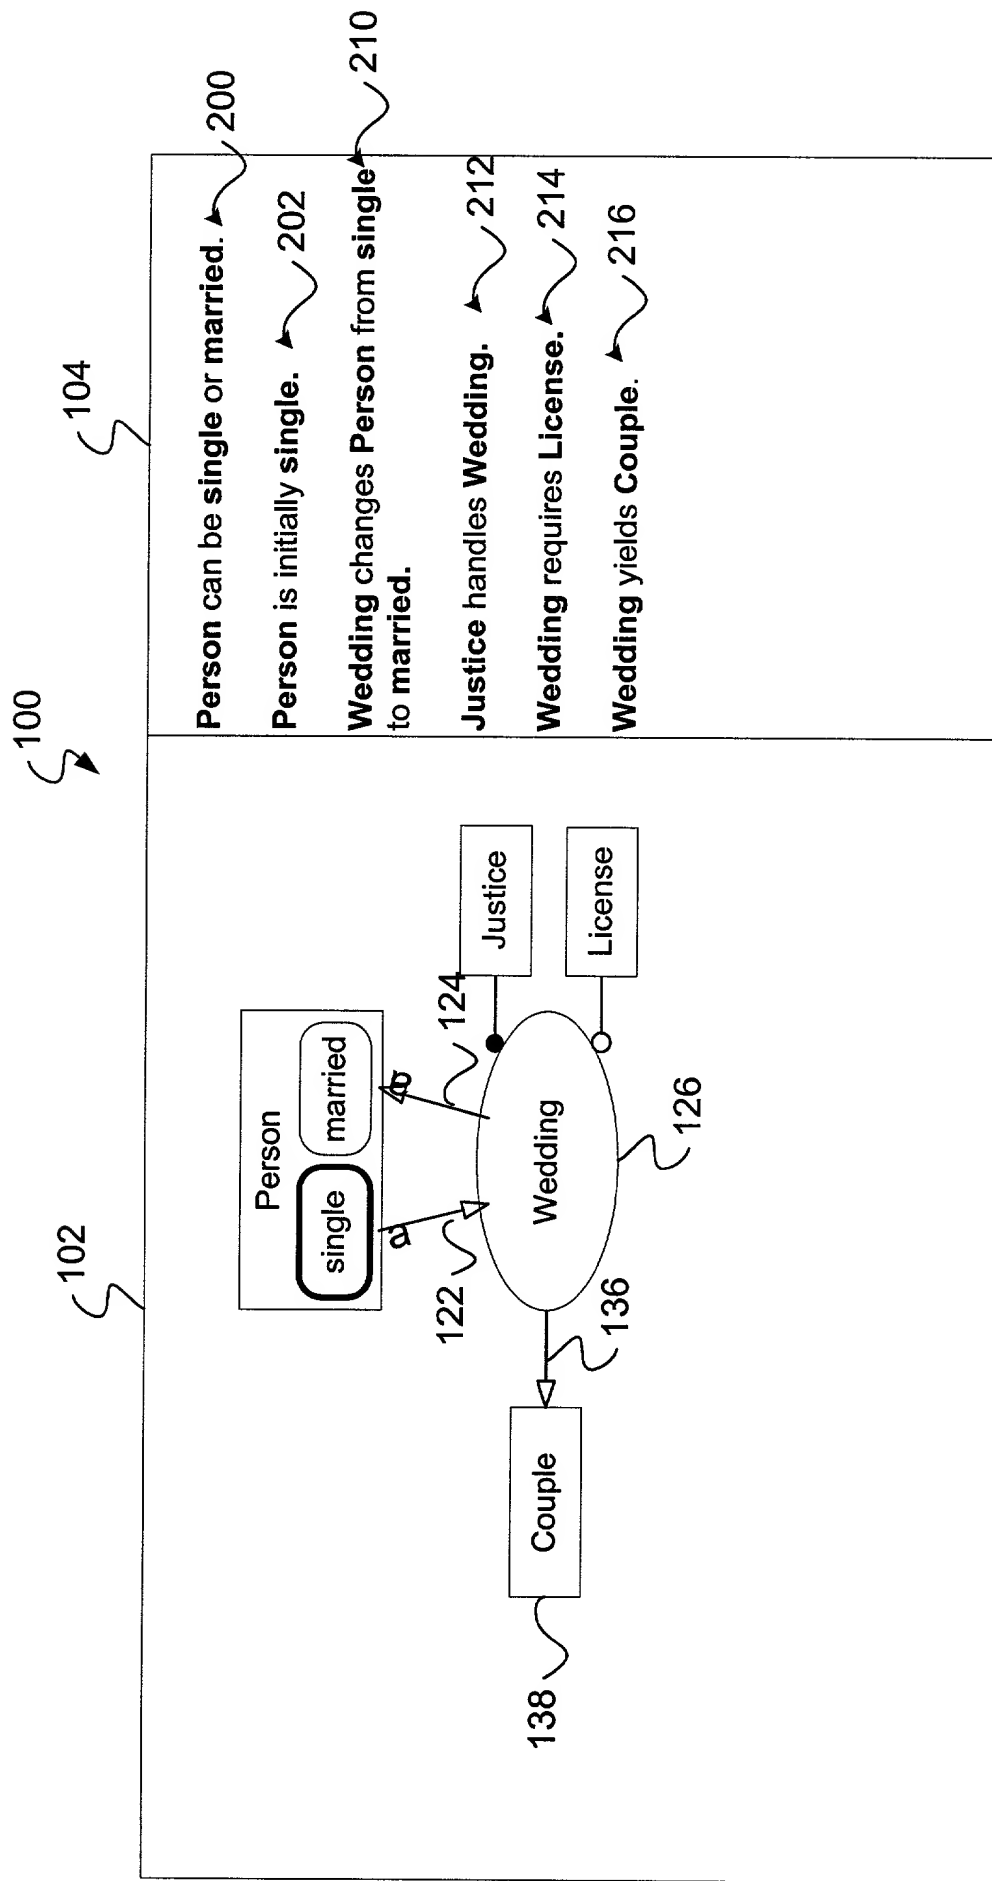 100
102
104
Person
single
married
a
a
122
124
Justice
License
Wedding
126
136
Couple
138
Person can be single or married.
200
Person is initially single.
202
Wedding changes Person from single
to married.
210
Justice handles Wedding.
212
Wedding requires License.
214
Wedding yields Couple.
216